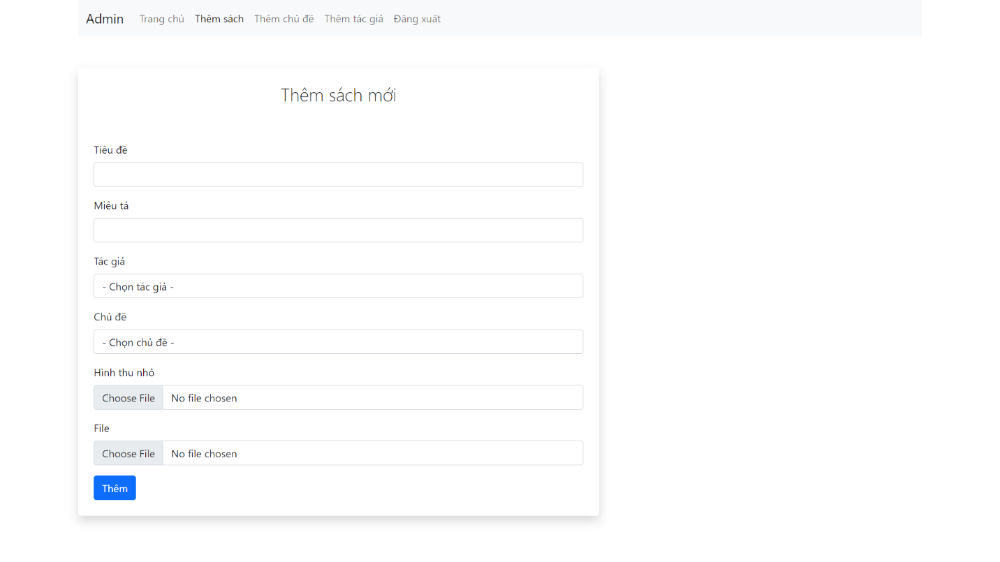 Admin Trang chủ Thêm sách Thêm chủ đề Thêm tác giả Đăng xuất
Thêm sách mới
Tiêu đề
Miêu tả
Tác giả
- Chọn tác giả -
Chủ đề
- Chọn chủ đề -
Hình thu nhỏ
Choose File No file chosen
File
Choose File No file chosen
Thêm